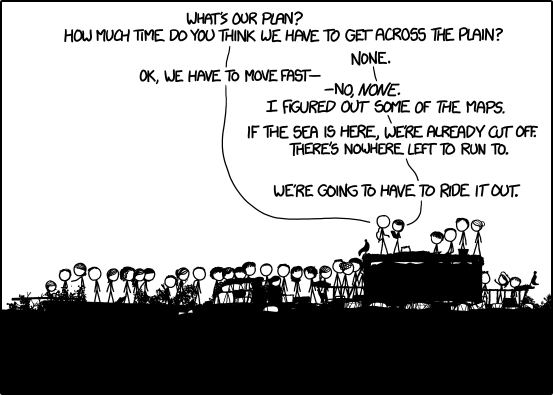 WHAT'S OUR PLAN?
HOW MUCH TIME DO YOU THINK WE HAVE TO GET ACROSS THE PLAIN?
NONE.
OK, WE HAVE TO MOVE FAST—
—NO, NONE.
I FIGURED OUT SOME OF THE MAPS.
IF THE SEA IS HERE, WE'RE ALREADY CUT OFF.
THERE'S NOWHERE LEFT TO RUN TO.
WE'RE GOING TO HAVE TO RIDE IT OUT.